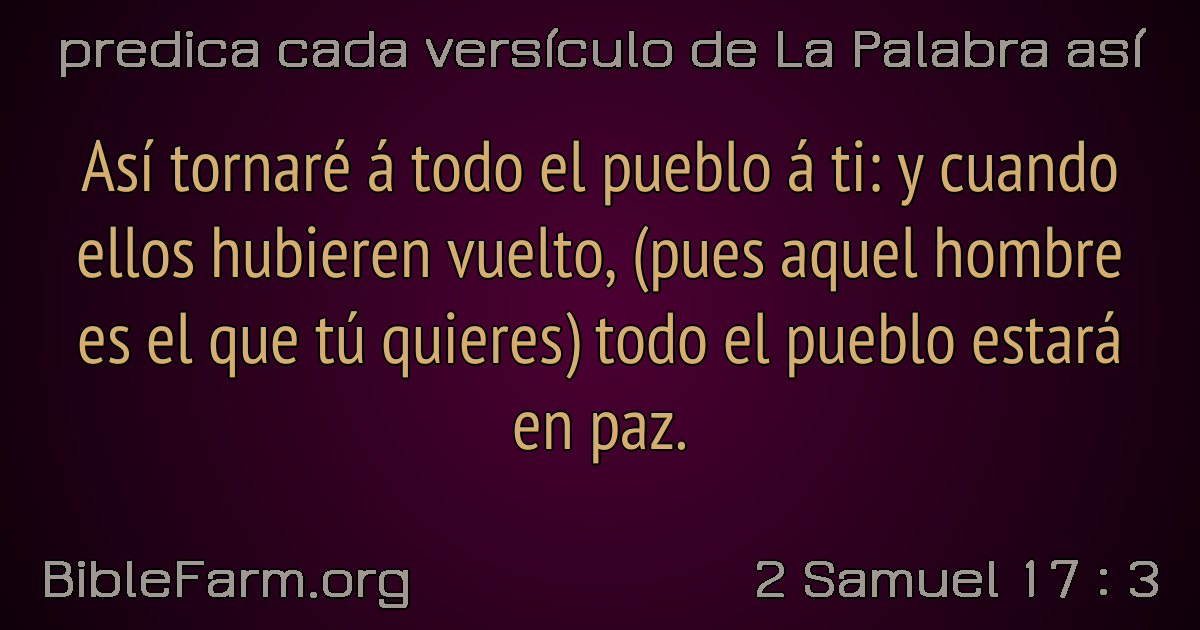 predica cada versículo de La Palabra así
Así tornaré á todo el pueblo á ti: y cuando
ellos hubieren vuelto, (pues aquel hombre
es el que tú quieres) todo el pueblo estará
en paz.
BibleFarm.org
2 Samuel 17 : 3